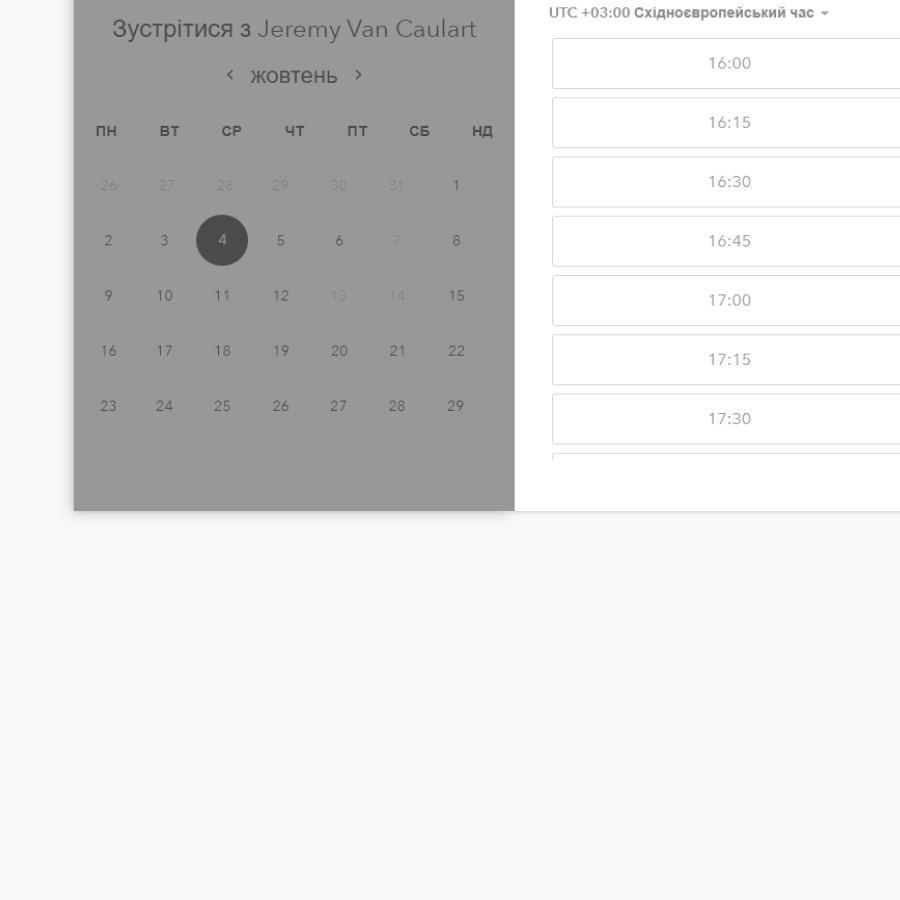 Зустрітися з Jeremy Van Caulart
жовтень
ПН ВТ СР ЧТ ПТ СБ НД
26 27 28 29 30 31 1
2 3 4 5 6 7 8
9 10 11 12 13 14 15
16 17 18 19 20 21 22
23 24 25 26 27 28 29
UTC +03:00 Східноєвропейський час
16:00
16:15
16:30
16:45
17:00
17:15
17:30